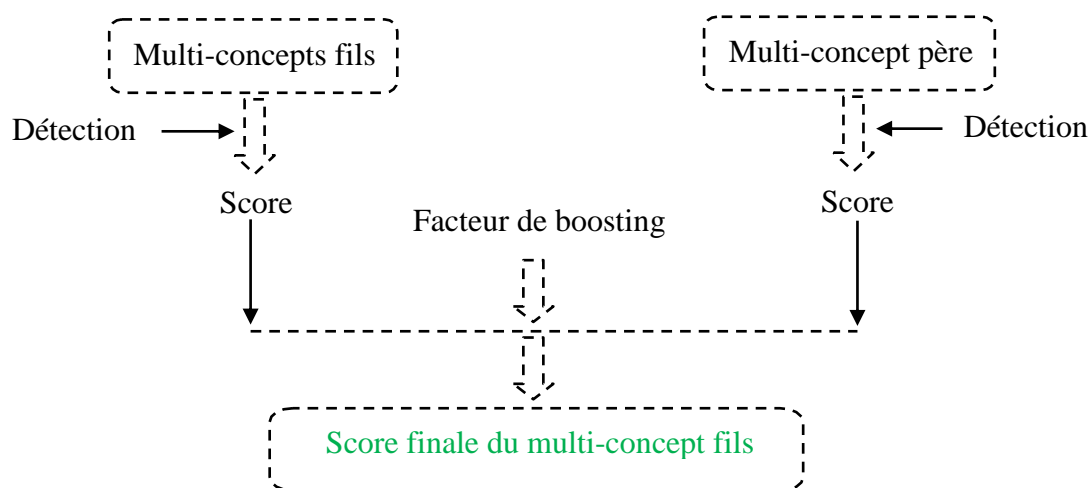 Multi-concepts fils
Multi-concept père
Détection
Détection
Score
Score
Facteur de boosting
Score finale du multi-concept fils